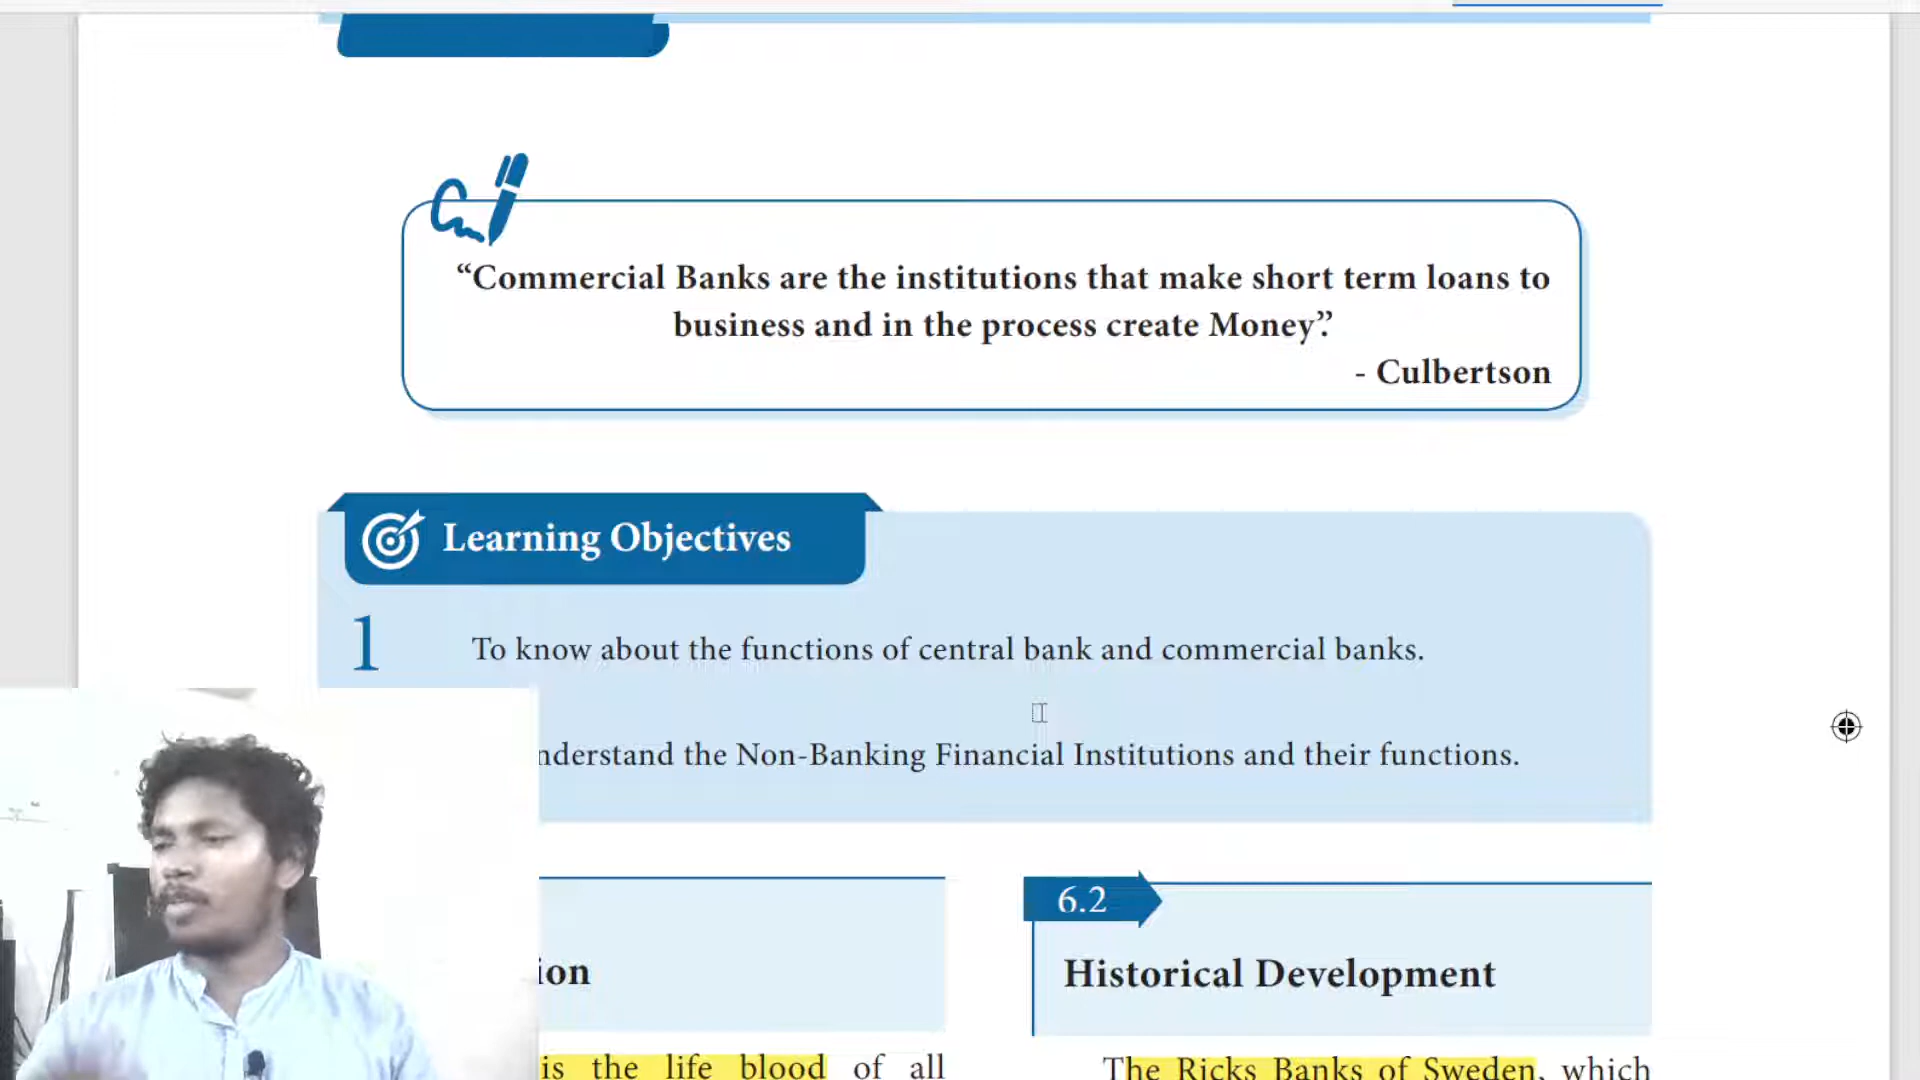 “Commercial Banks are the institutions that make short term loans to
business and in the process create Money”.
- Culbertson
Learning Objectives
1
To know about the functions of central bank and commercial banks.
nderstand the Non-Banking Financial Institutions and their functions.
6.2
ion
Historical Development
is the life blood of all
The Ricks Banks of Sweden, which